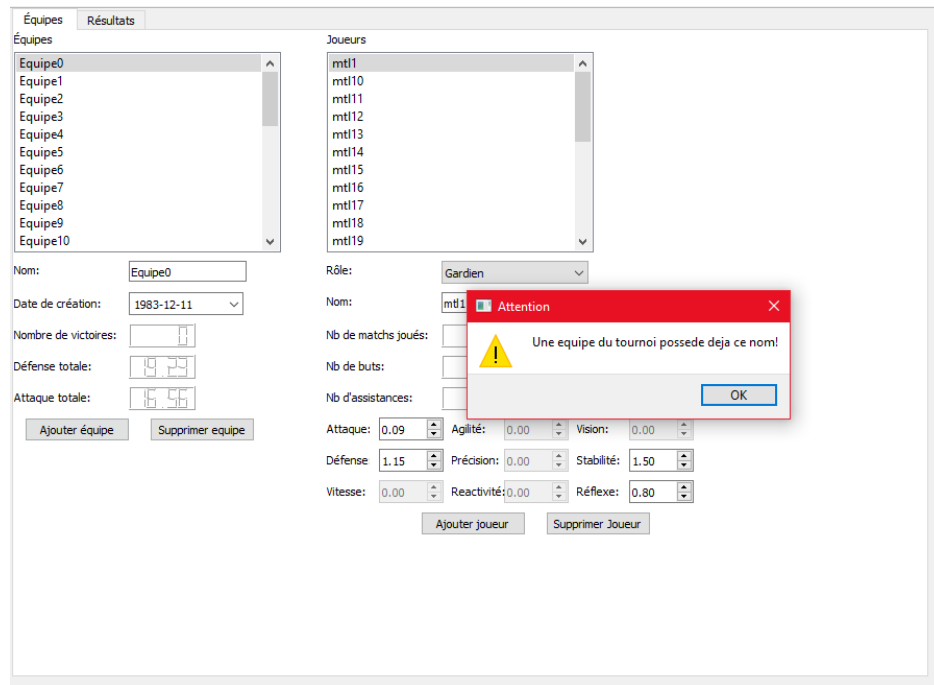 Équipes Résultats
Équipes
Equipe0
Equipe1
Equipe2
Equipe3
Equipe4
Equipe5
Equipe6
Equipe7
Equipe8
Equipe9
Equipe10
Nom: Equipe0
Date de création: 1983-12-11
Nombre de victoires: 0
Défense totale: 19.29
Attaque totale: 16.56
Ajouter équipe Supprimer equipe
Joueurs
mtl1
mtl10
mtl11
mtl12
mtl13
mtl14
mtl15
mtl16
mtl17
mtl18
mtl19
Rôle: Gardien
Nom: mtl1
Nb de matchs joués:
Nb de buts:
Nb d'assistances:
Attaque: 0.09 Agilité: 0.00 Vision: 0.00
Défense 1.15 Précision: 0.00 Stabilité: 1.50
Vitesse: 0.00 Reactivité: 0.00 Réflexe: 0.80
Ajouter joueur Supprimer Joueur
Attention
Une equipe du tournoi possede deja ce nom!
OK